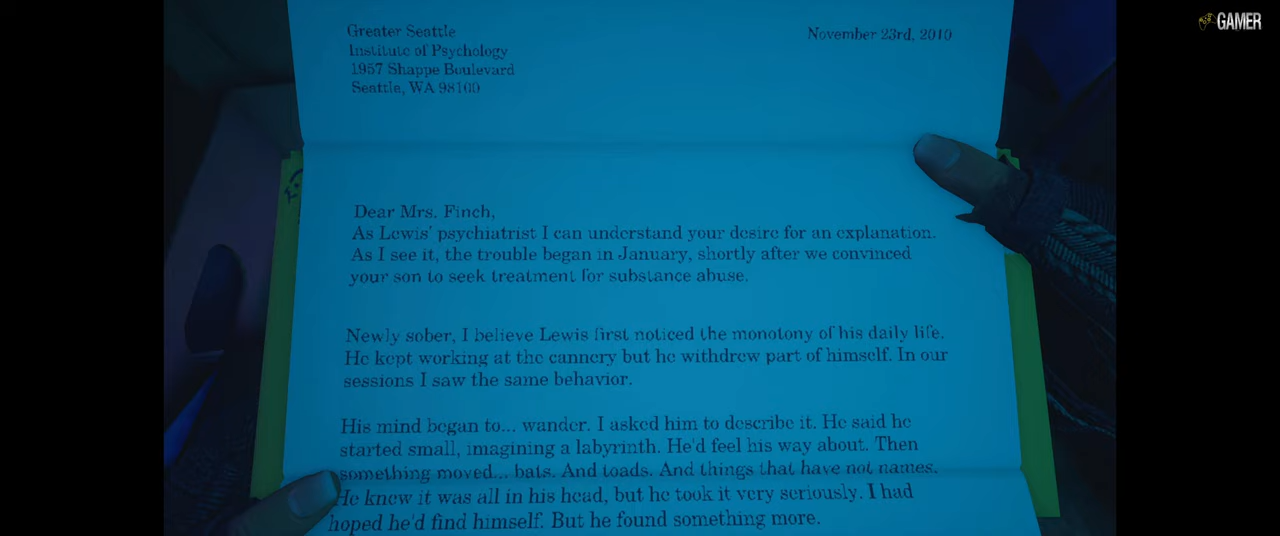 Greater Seattle
November 23rd, 2010
GAMER
Institute of Psychology
1957 Shappe Boulevard
Seattle, WA 98100
Dear Mrs. Finch,
As Lewis' psychiatrist I can understand your desire for an explanation.
As I see it, the trouble began in January, shortly after we convinced
your son to seek treatment for substance abuse.
Newly sober, I believe Lewis first noticed the monotony of his daily life.
He kept working at the cannery but he withdrew part of himself. In our
sessions I saw the same behavior.
His mind began to... wander. I asked him to describe it. He said he
started small, imagining a labyrinth. He'd feel his way about. Then
something moved... bats. And toads. And things that have not names.
He knew it was all in his head, but he took it very seriously. I had
hoped he'd find himself. But he found something more.